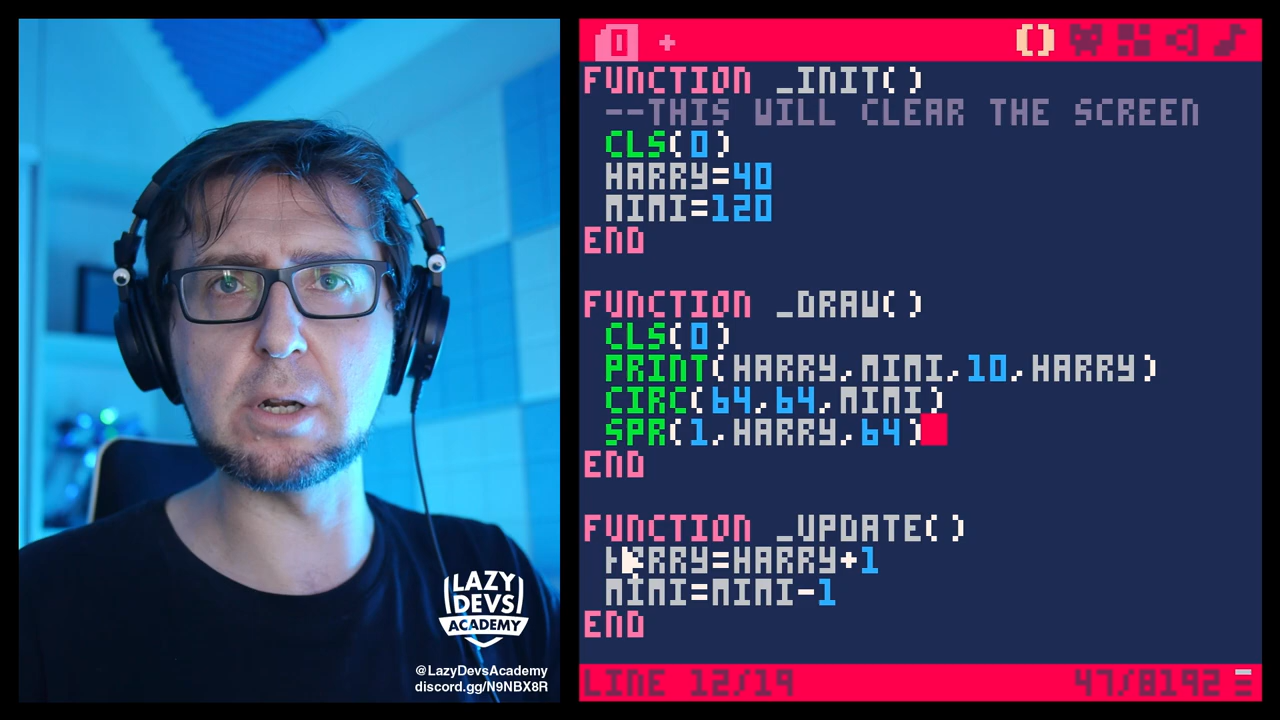 LAZY
DEVS
ACADEMY
@LazyDevsAcademy
discord.gg/N9NBX8R
0 +
FUNCTION _INIT()
--THIS WILL CLEAR THE SCREEN
CLS(0)
HARRY=40
MIMI=120
END
FUNCTION _DRAW()
CLS(0)
PRINT(HARRY,MIMI,10,HARRY)
CIRC(64,64,MIMI)
SPR(1,HARRY,64)
END
FUNCTION _UPDATE()
HARRY=HARRY+1
MIMI=MIMI-1
END
LINE 12/19
47/8192